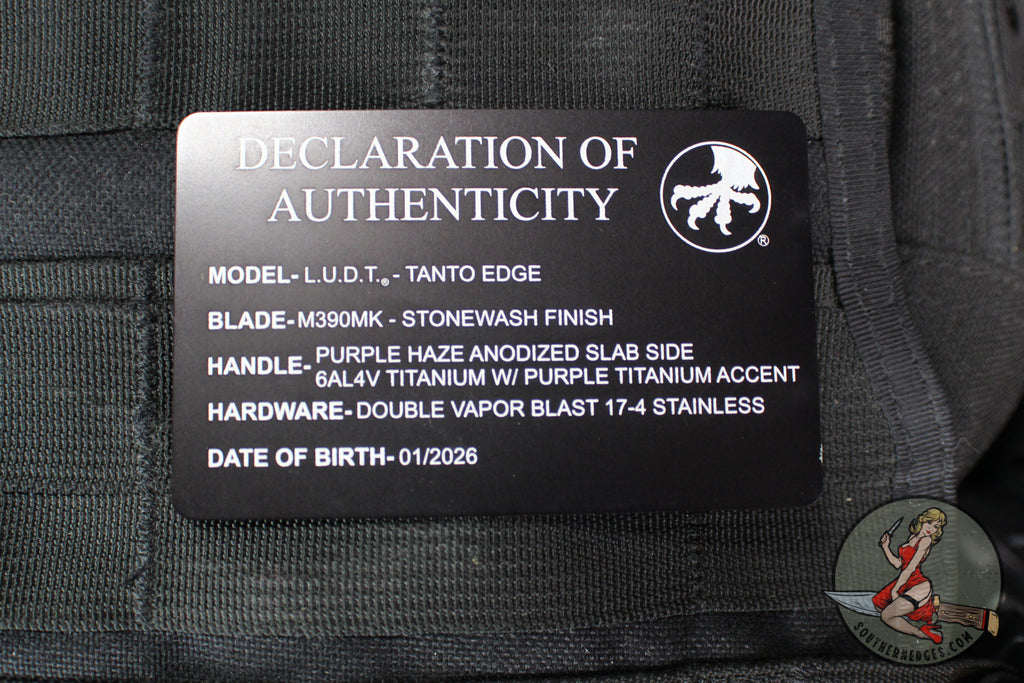 DECLARATION OF
AUTHENTICITY
®
MODEL- L.U.D.T.® - TANTO EDGE
BLADE- M390MK - STONEWASH FINISH
HANDLE- PURPLE HAZE ANODIZED SLAB SIDE
6AL4V TITANIUM W/ PURPLE TITANIUM ACCENT
HARDWARE- DOUBLE VAPOR BLAST 17-4 STAINLESS
DATE OF BIRTH- 01/2026
SOUTHERNEDGES.COM